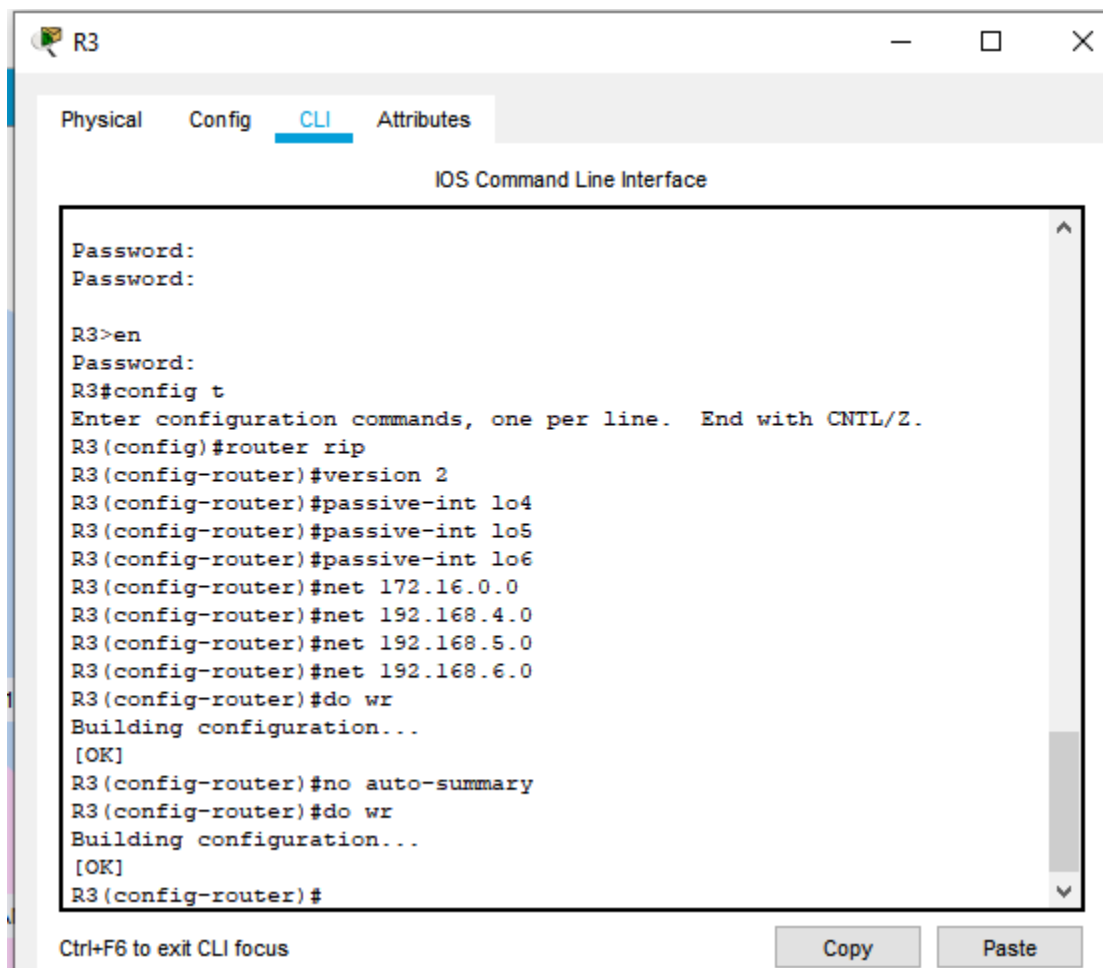 R3
Physical Config CLI Attributes
IOS Command Line Interface
Password:
Password:
R3>en
Password:
R3#config t
Enter configuration commands, one per line.  End with CNTL/Z.
R3(config)#router rip
R3(config-router)#version 2
R3(config-router)#passive-int lo4
R3(config-router)#passive-int lo5
R3(config-router)#passive-int lo6
R3(config-router)#net 172.16.0.0
R3(config-router)#net 192.168.4.0
R3(config-router)#net 192.168.5.0
R3(config-router)#net 192.168.6.0
R3(config-router)#do wr
Building configuration...
[OK]
R3(config-router)#no auto-summary
R3(config-router)#do wr
Building configuration...
[OK]
R3(config-router)#
Ctrl+F6 to exit CLI focus
Copy Paste